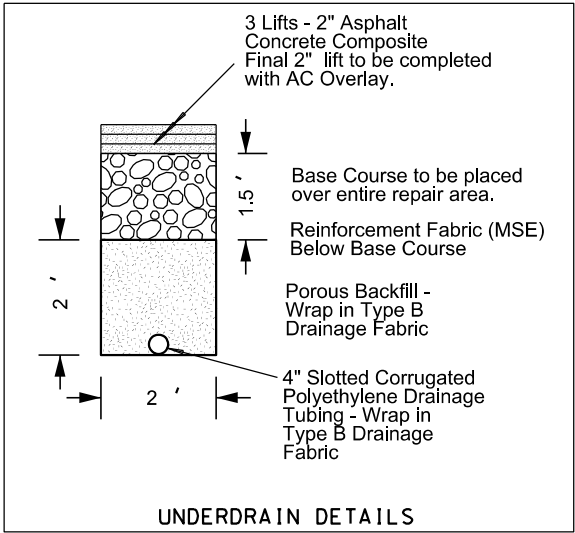 3 Lifts - 2" Asphalt
Concrete Composite
Final 2" lift to be completed
with AC Overlay.
1.5 '
Base Course to be placed
over entire repair area.
Reinforcement Fabric (MSE)
Below Base Course
2 '
Porous Backfill -
Wrap in Type B
Drainage Fabric
2 '
4" Slotted Corrugated
Polyethylene Drainage
Tubing - Wrap in
Type B Drainage
Fabric
UNDERDRAIN DETAILS